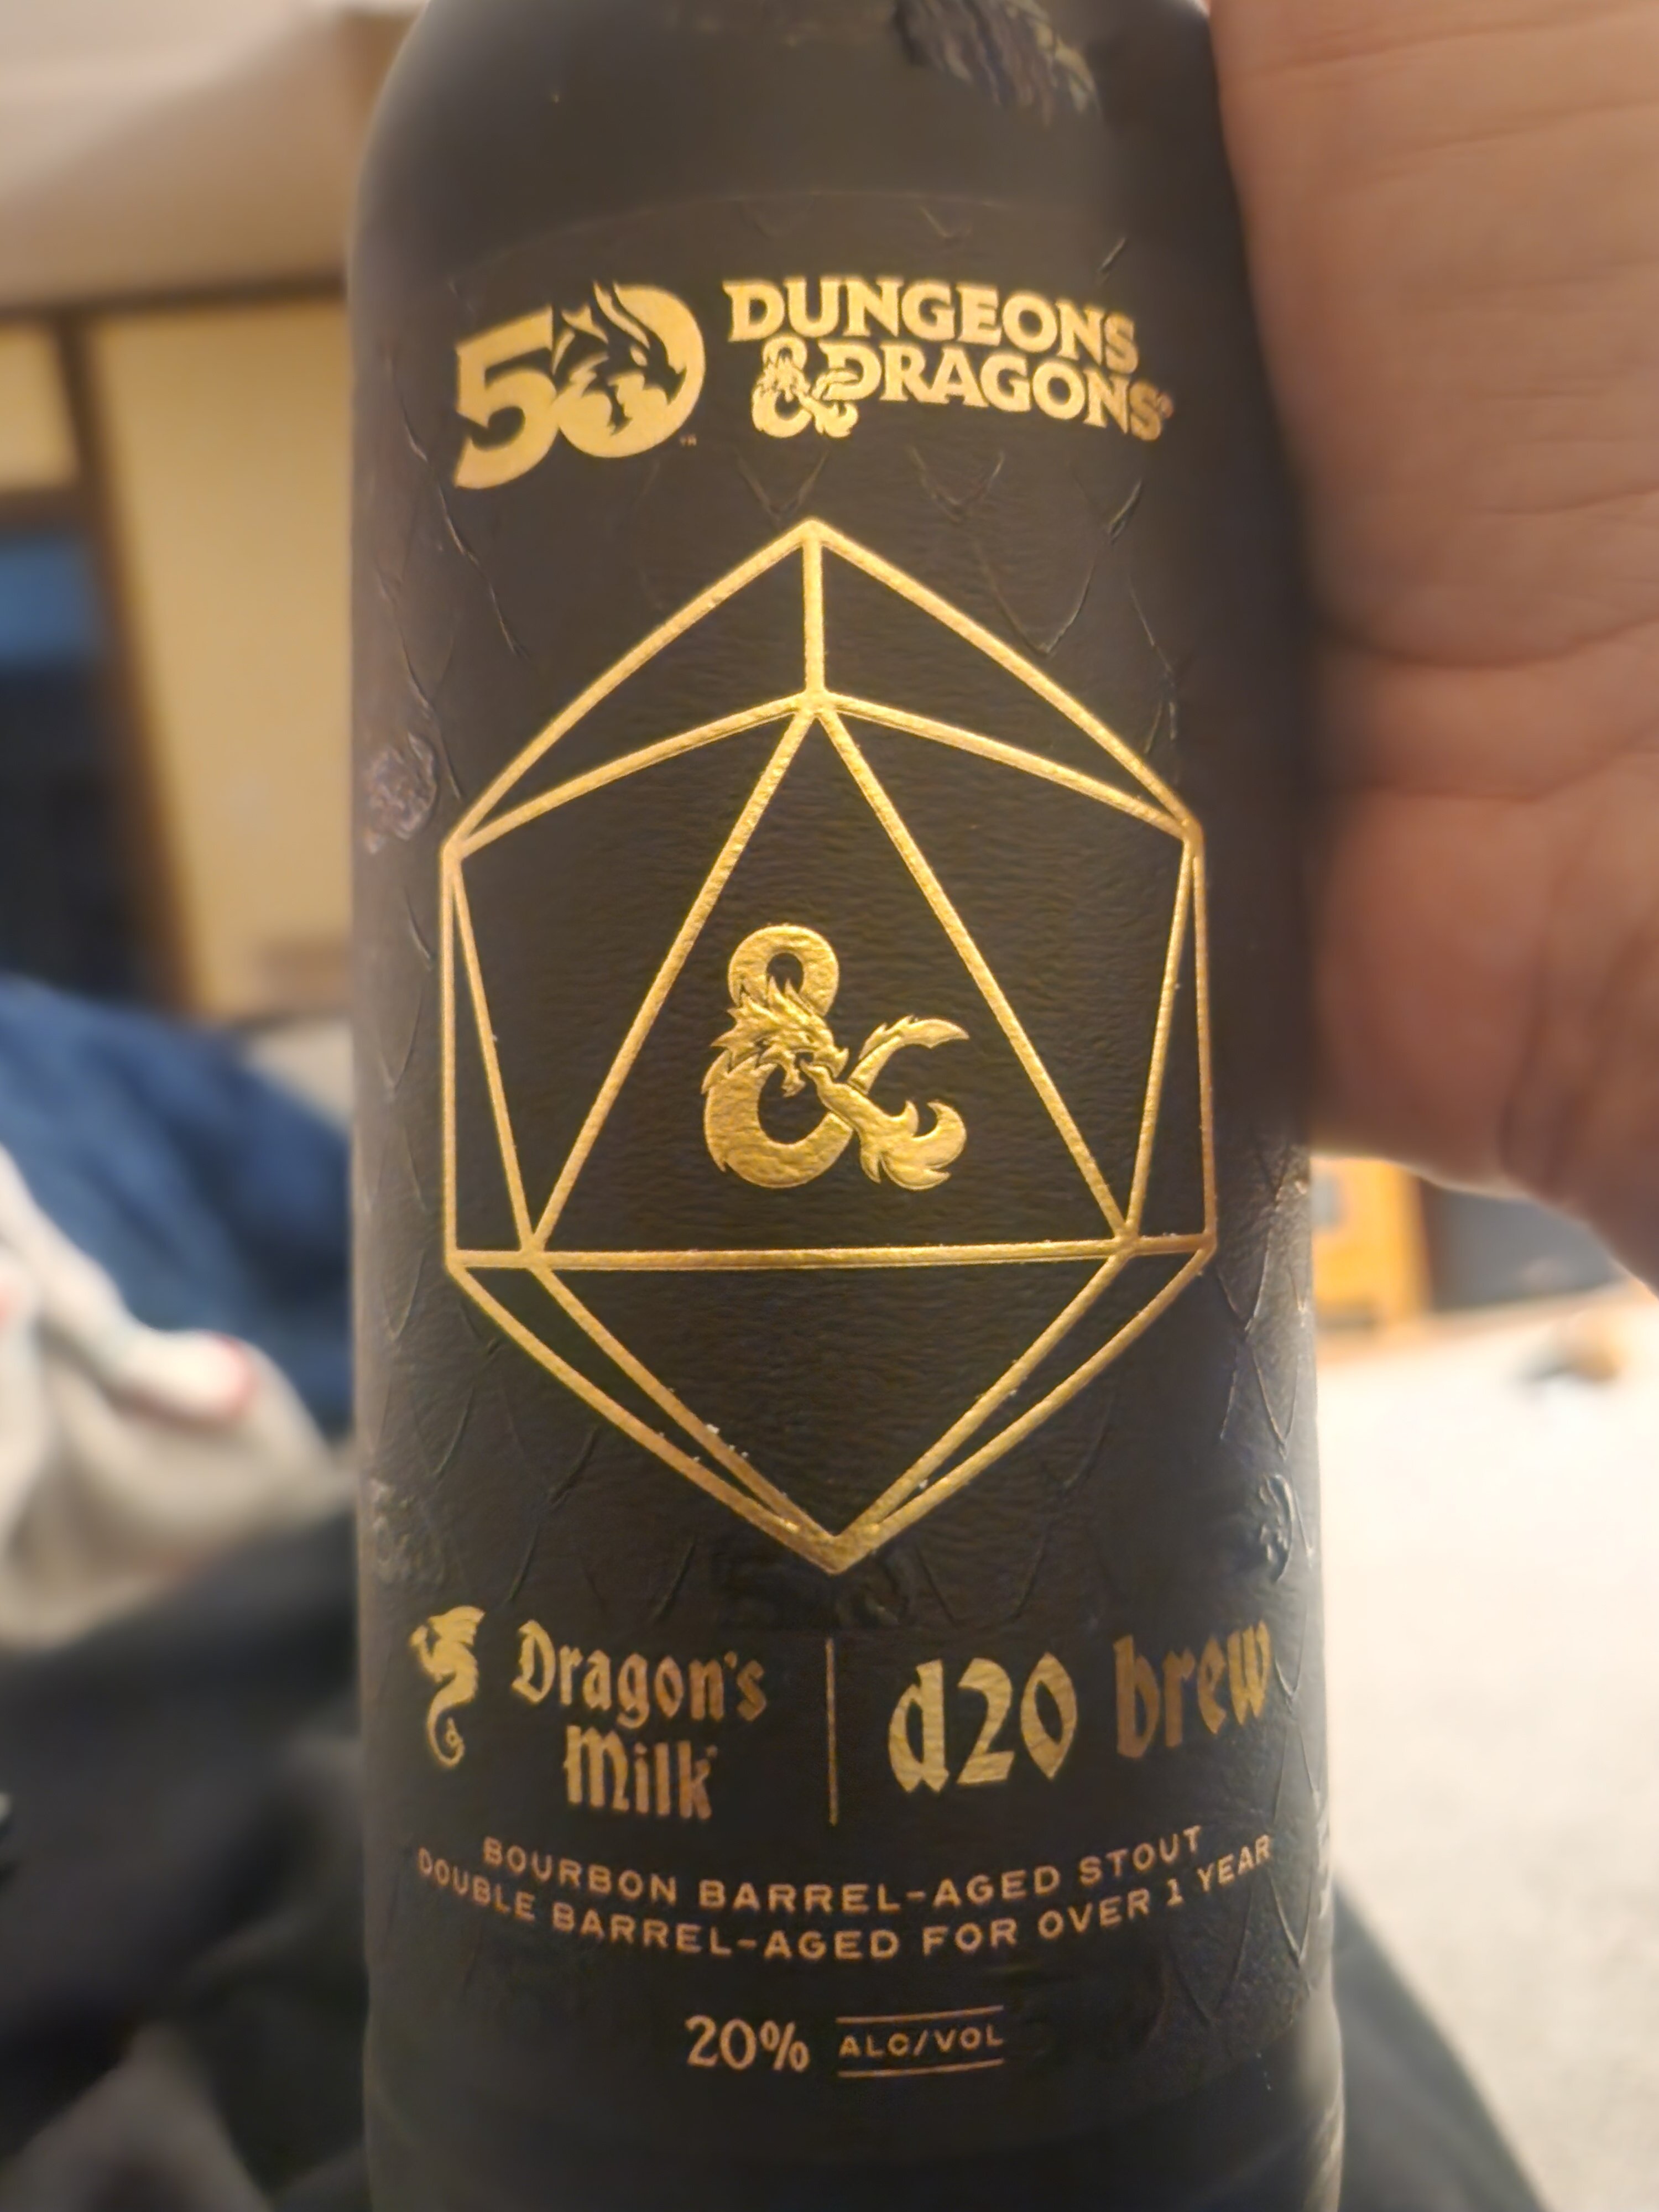 50™ DUNGEONS
& DRAGONS®
&
Dragon's
Milk
d20 brew
BOURBON BARREL-AGED STOUT
DOUBLE BARREL-AGED FOR OVER 1 YEAR
20% ALC/VOL